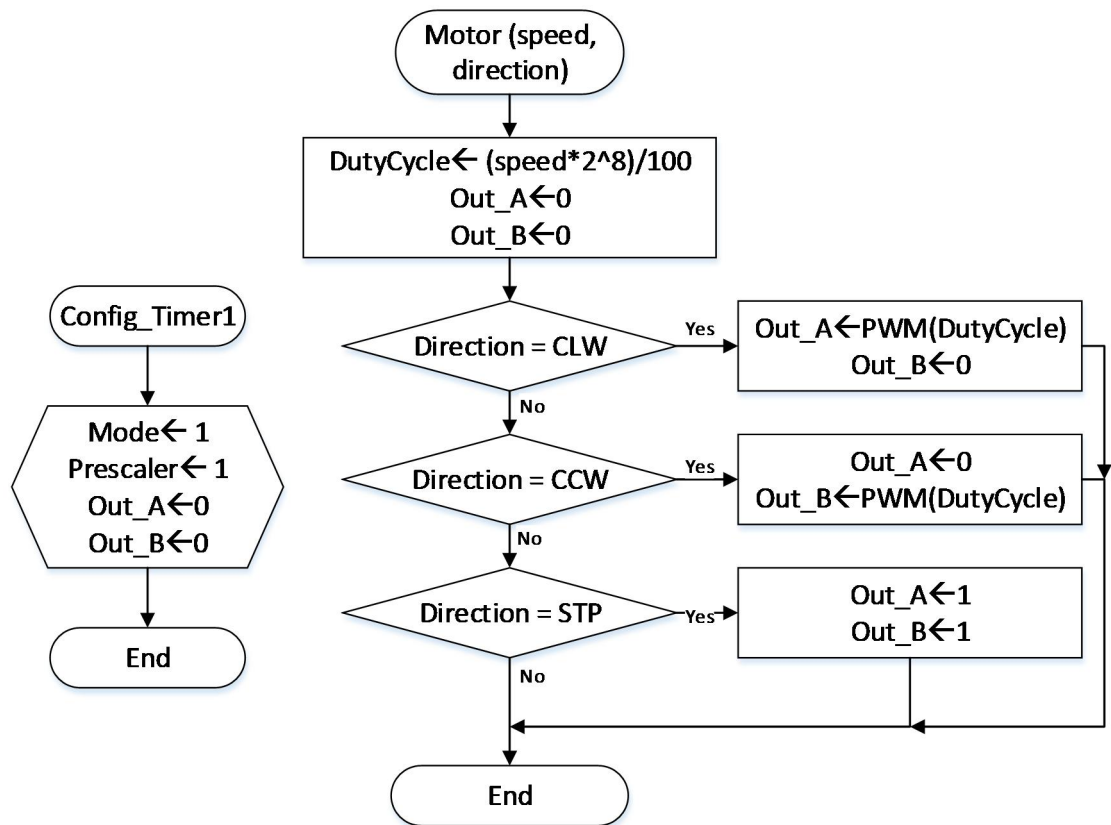 Motor (speed,
direction)
DutyCycle← (speed*2^8)/100
Out_A←0
Out_B←0
Direction = CLW
Yes
Out_A←PWM(DutyCycle)
Out_B←0
No
Direction = CCW
Yes
Out_A←0
Out_B←PWM(DutyCycle)
No
Direction = STP
Yes
Out_A←1
Out_B←1
No
End
Config_Timer1
Mode← 1
Prescaler← 1
Out_A←0
Out_B←0
End